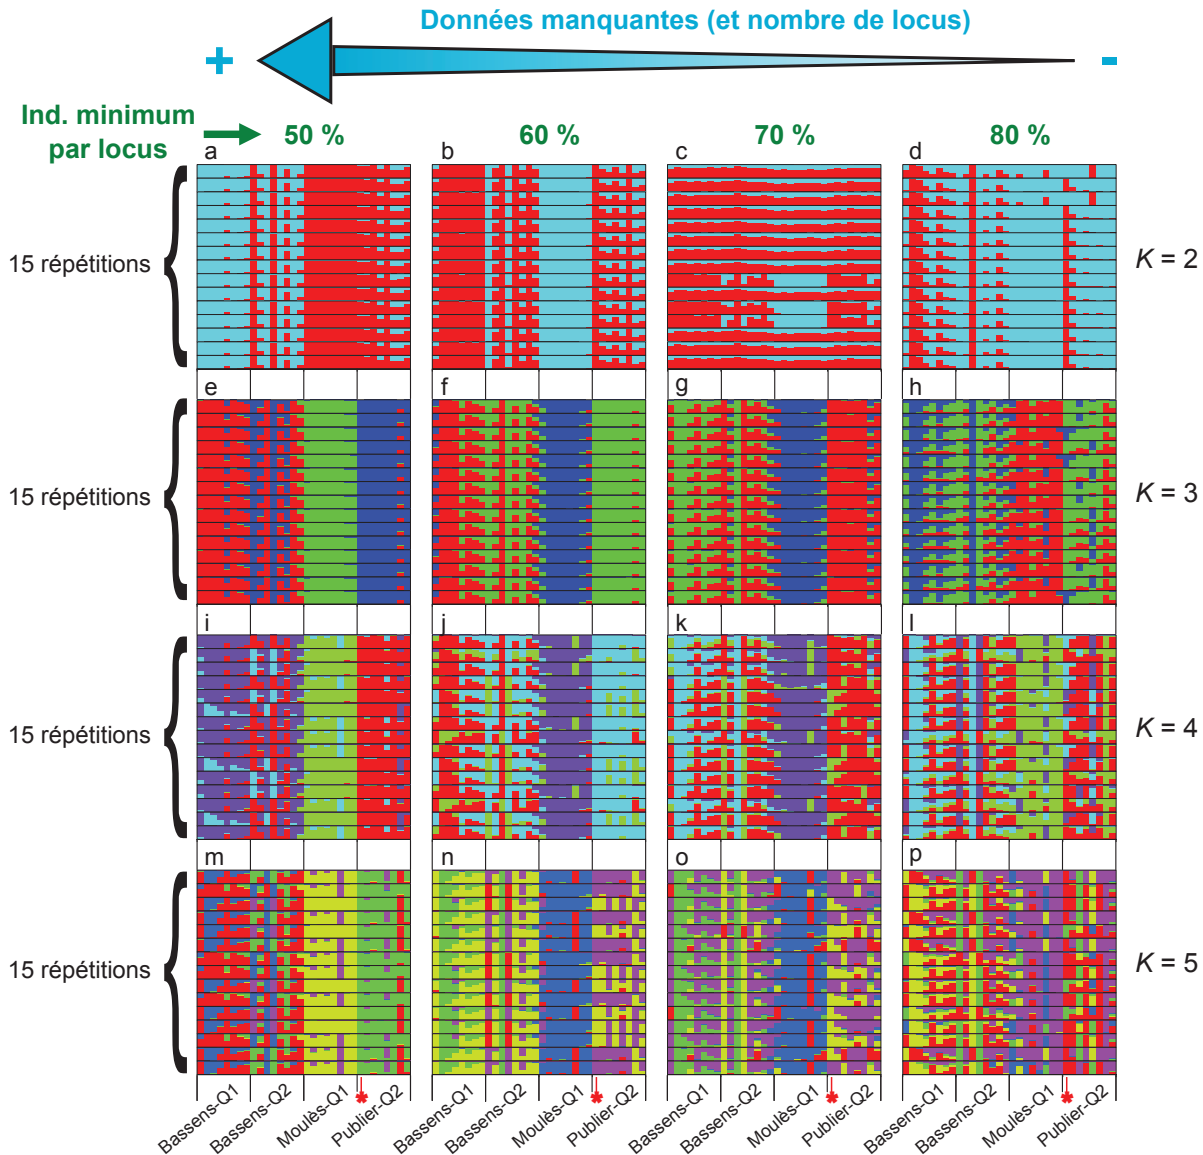 Données manquantes (et nombre de locus)
+
-
Ind. minimum
par locus
50 %
60 %
70 %
80 %
a
b
c
d
15 répétitions
K = 2
e
f
g
h
15 répétitions
K = 3
i
j
k
l
15 répétitions
K = 4
m
n
o
p
15 répétitions
K = 5
*
*
*
*
Bassens-Q1
Bassens-Q2
Moulès-Q1
Publier-Q2
Bassens-Q1
Bassens-Q2
Moulès-Q1
Publier-Q2
Bassens-Q1
Bassens-Q2
Moulès-Q1
Publier-Q2
Bassens-Q1
Bassens-Q2
Moulès-Q1
Publier-Q2